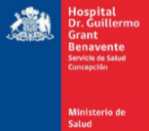 Hospital
Dr. Guillermo
Grant
Benavente
Servicio de Salud
Concepción
Ministerio de
Salud